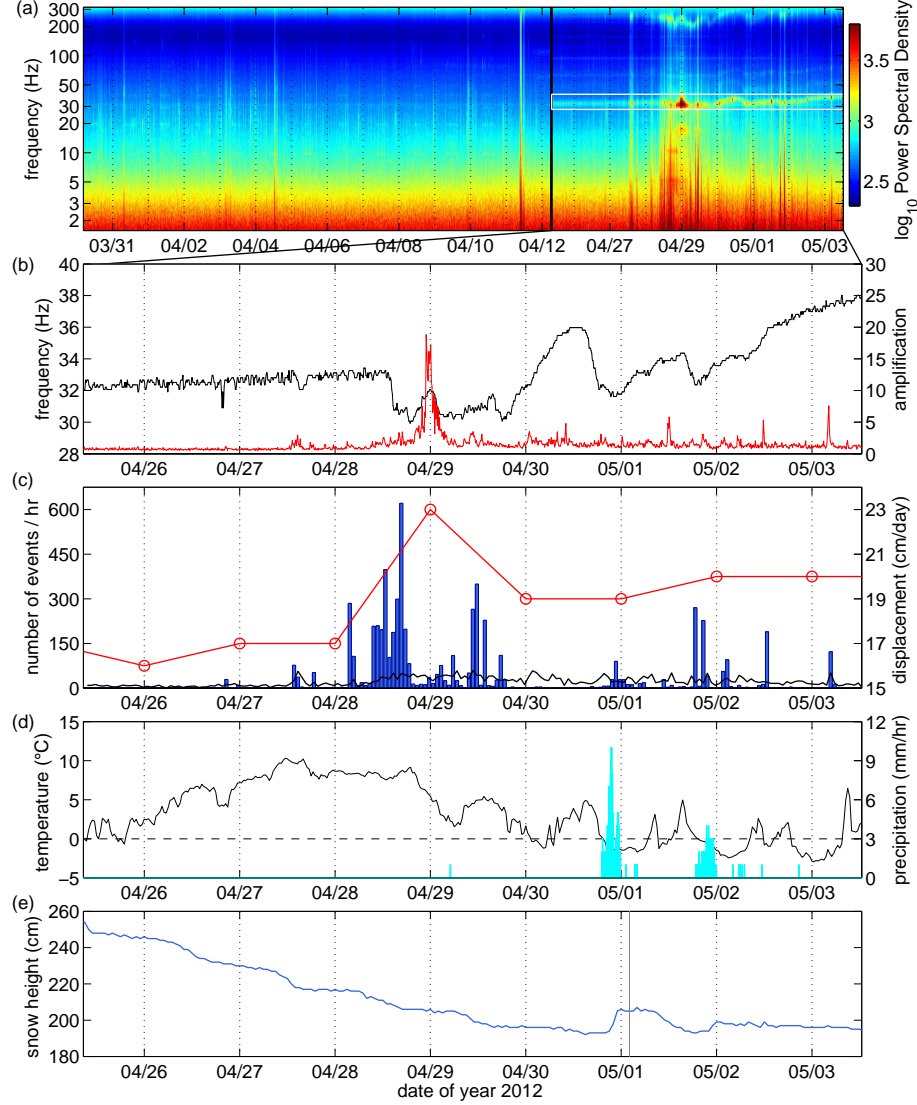 (a)
300
200
100
50
30
20
10
5
3
2
frequency (Hz)
03/31 04/02 04/04 04/06 04/08 04/10 04/12 04/27 04/29 05/01 05/03
3.5
3
2.5
log10 Power Spectral Density
(b)
40
38
36
34
32
30
28
frequency (Hz)
30
25
20
15
10
5
0
amplification
04/26 04/27 04/28 04/29 04/30 05/01 05/02 05/03
(c)
600
450
300
150
0
number of events / hr
23
21
19
17
15
displacement (cm/day)
04/26 04/27 04/28 04/29 04/30 05/01 05/02 05/03
(d)
15
10
5
0
−5
temperature (°C)
12
9
6
3
0
precipitation (mm/hr)
04/26 04/27 04/28 04/29 04/30 05/01 05/02 05/03
(e)
260
240
220
200
180
snow height (cm)
04/26 04/27 04/28 04/29 04/30 05/01 05/02 05/03
date of year 2012